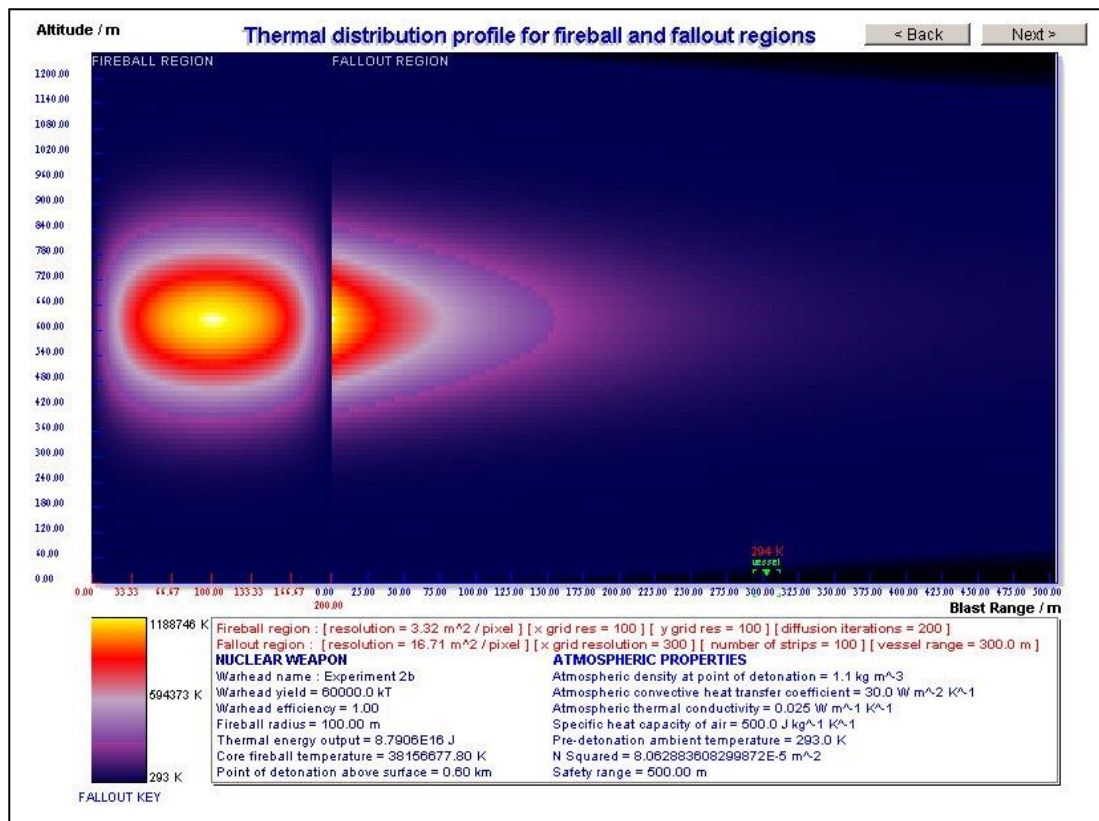 Altitude / m
Thermal distribution profile for fireball and fallout regions
< Back
Next >
FIREBALL REGION
FALLOUT REGION
1200.00
1140.00
1080.00
1020.00
960.00
900.00
840.00
780.00
720.00
660.00
600.00
540.00
480.00
420.00
360.00
300.00
240.00
180.00
120.00
60.00
0.00
294 K
vessel
0.00 33.33 66.67 100.00 133.33 166.67 0.00 25.00 50.00 75.00 100.00 125.00 150.00 175.00 200.00 225.00 250.00 275.00 300.00 325.00 350.00 375.00 400.00 425.00 450.00 475.00 500.00
200.00
Blast Range / m
1188746 K
594373 K
293 K
FALLOUT KEY
Fireball region : [ resolution = 3.32 m^2 / pixel ] [ x grid res = 100 ] [ y grid res = 100 ] [ diffusion iterations = 200 ]
Fallout region : [ resolution = 16.71 m^2 / pixel ] [ x grid resolution = 300 ] [ number of strips = 100 ] [ vessel range = 300.0 m ]
NUCLEAR WEAPON
Warhead name : Experiment 2b
Warhead yield = 60000.0 kT
Warhead efficiency = 1.00
Fireball radius = 100.00 m
Thermal energy output = 8.7906E16 J
Core fireball temperature = 38156677.80 K
Point of detonation above surface = 0.60 km
ATMOSPHERIC PROPERTIES
Atmospheric density at point of detonation = 1.1 kg m^-3
Atmospheric convective heat transfer coefficient = 30.0 W m^-2 K^-1
Atmospheric thermal conductivity = 0.025 W m^-1 K^-1
Specific heat capacity of air = 500.0 J kg^-1 K^-1
Pre-detonation ambient temperature = 293.0 K
N Squared = 8.062883608299872E-5 m^-2
Safety range = 500.00 m